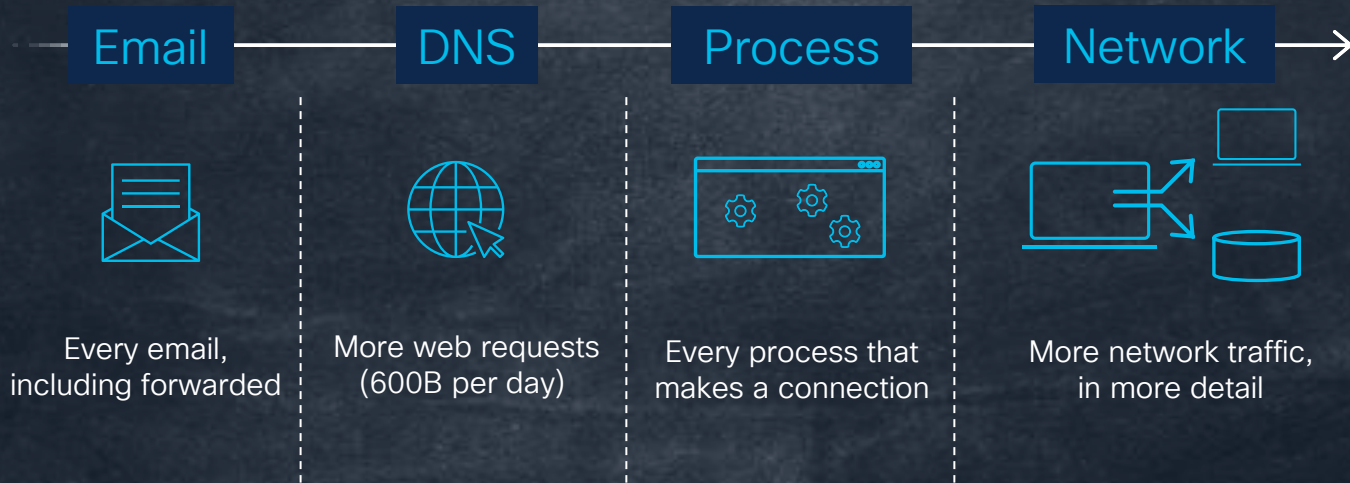 Email
DNS
Process
Network
Every email,
including forwarded
More web requests
(600B per day)
Every process that
makes a connection
More network traffic,
in more detail